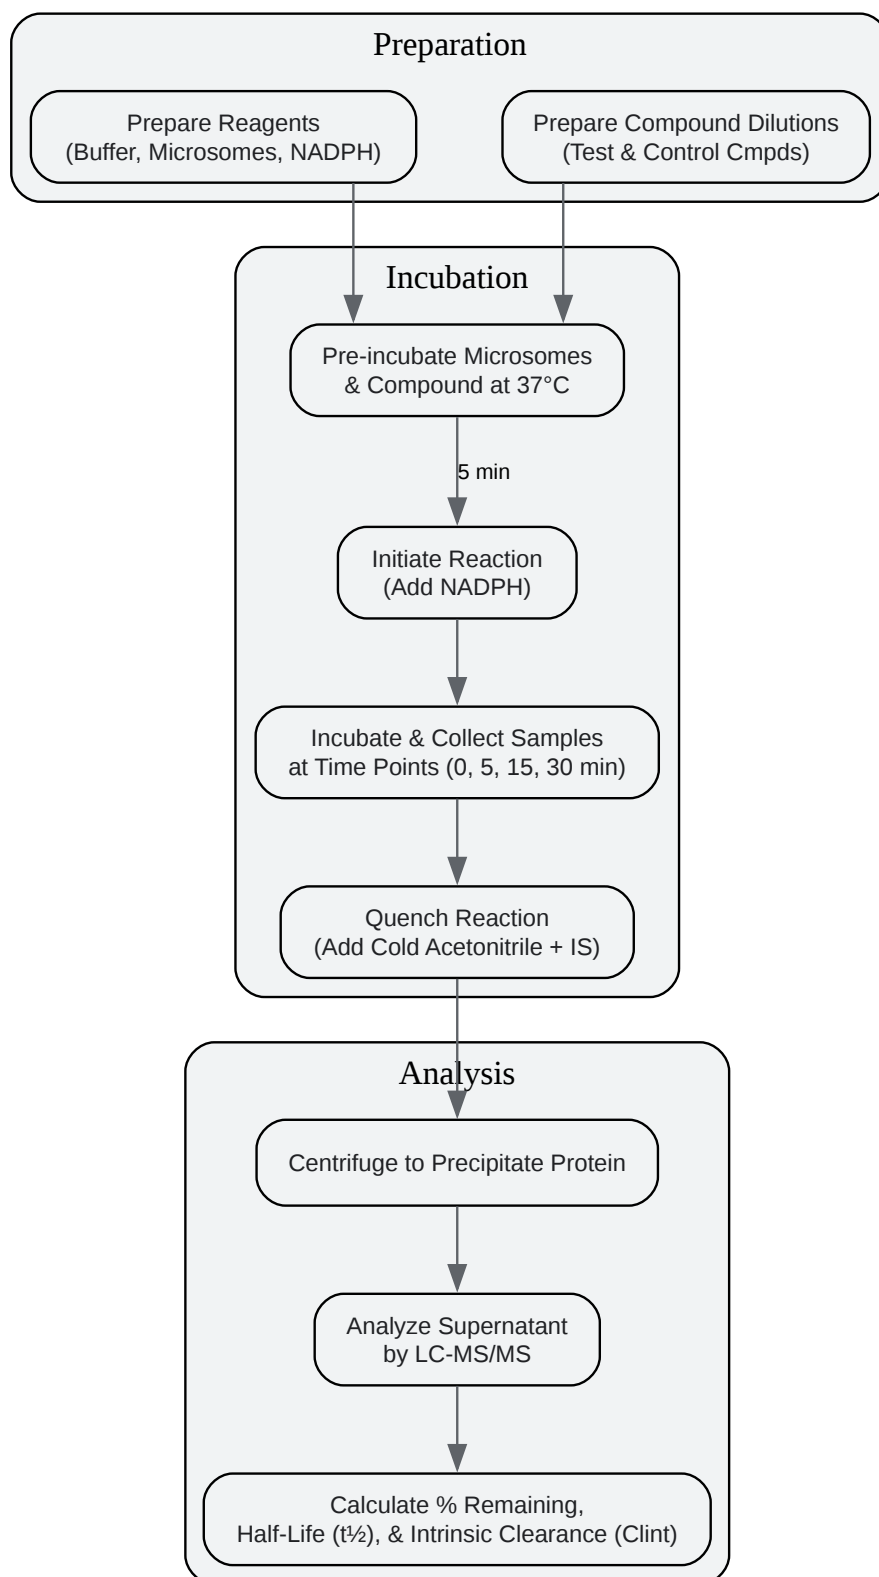 Preparation
Prepare Reagents
(Buffer, Microsomes, NADPH)
Prepare Compound Dilutions
(Test & Control Cmpds)
Incubation
Pre-incubate Microsomes
& Compound at 37°C
5 min
Initiate Reaction
(Add NADPH)
Incubate & Collect Samples
at Time Points (0, 5, 15, 30 min)
Quench Reaction
(Add Cold Acetonitrile + IS)
Analysis
Centrifuge to Precipitate Protein
Analyze Supernatant
by LC-MS/MS
Calculate % Remaining,
Half-Life (t½), & Intrinsic Clearance (Clint)